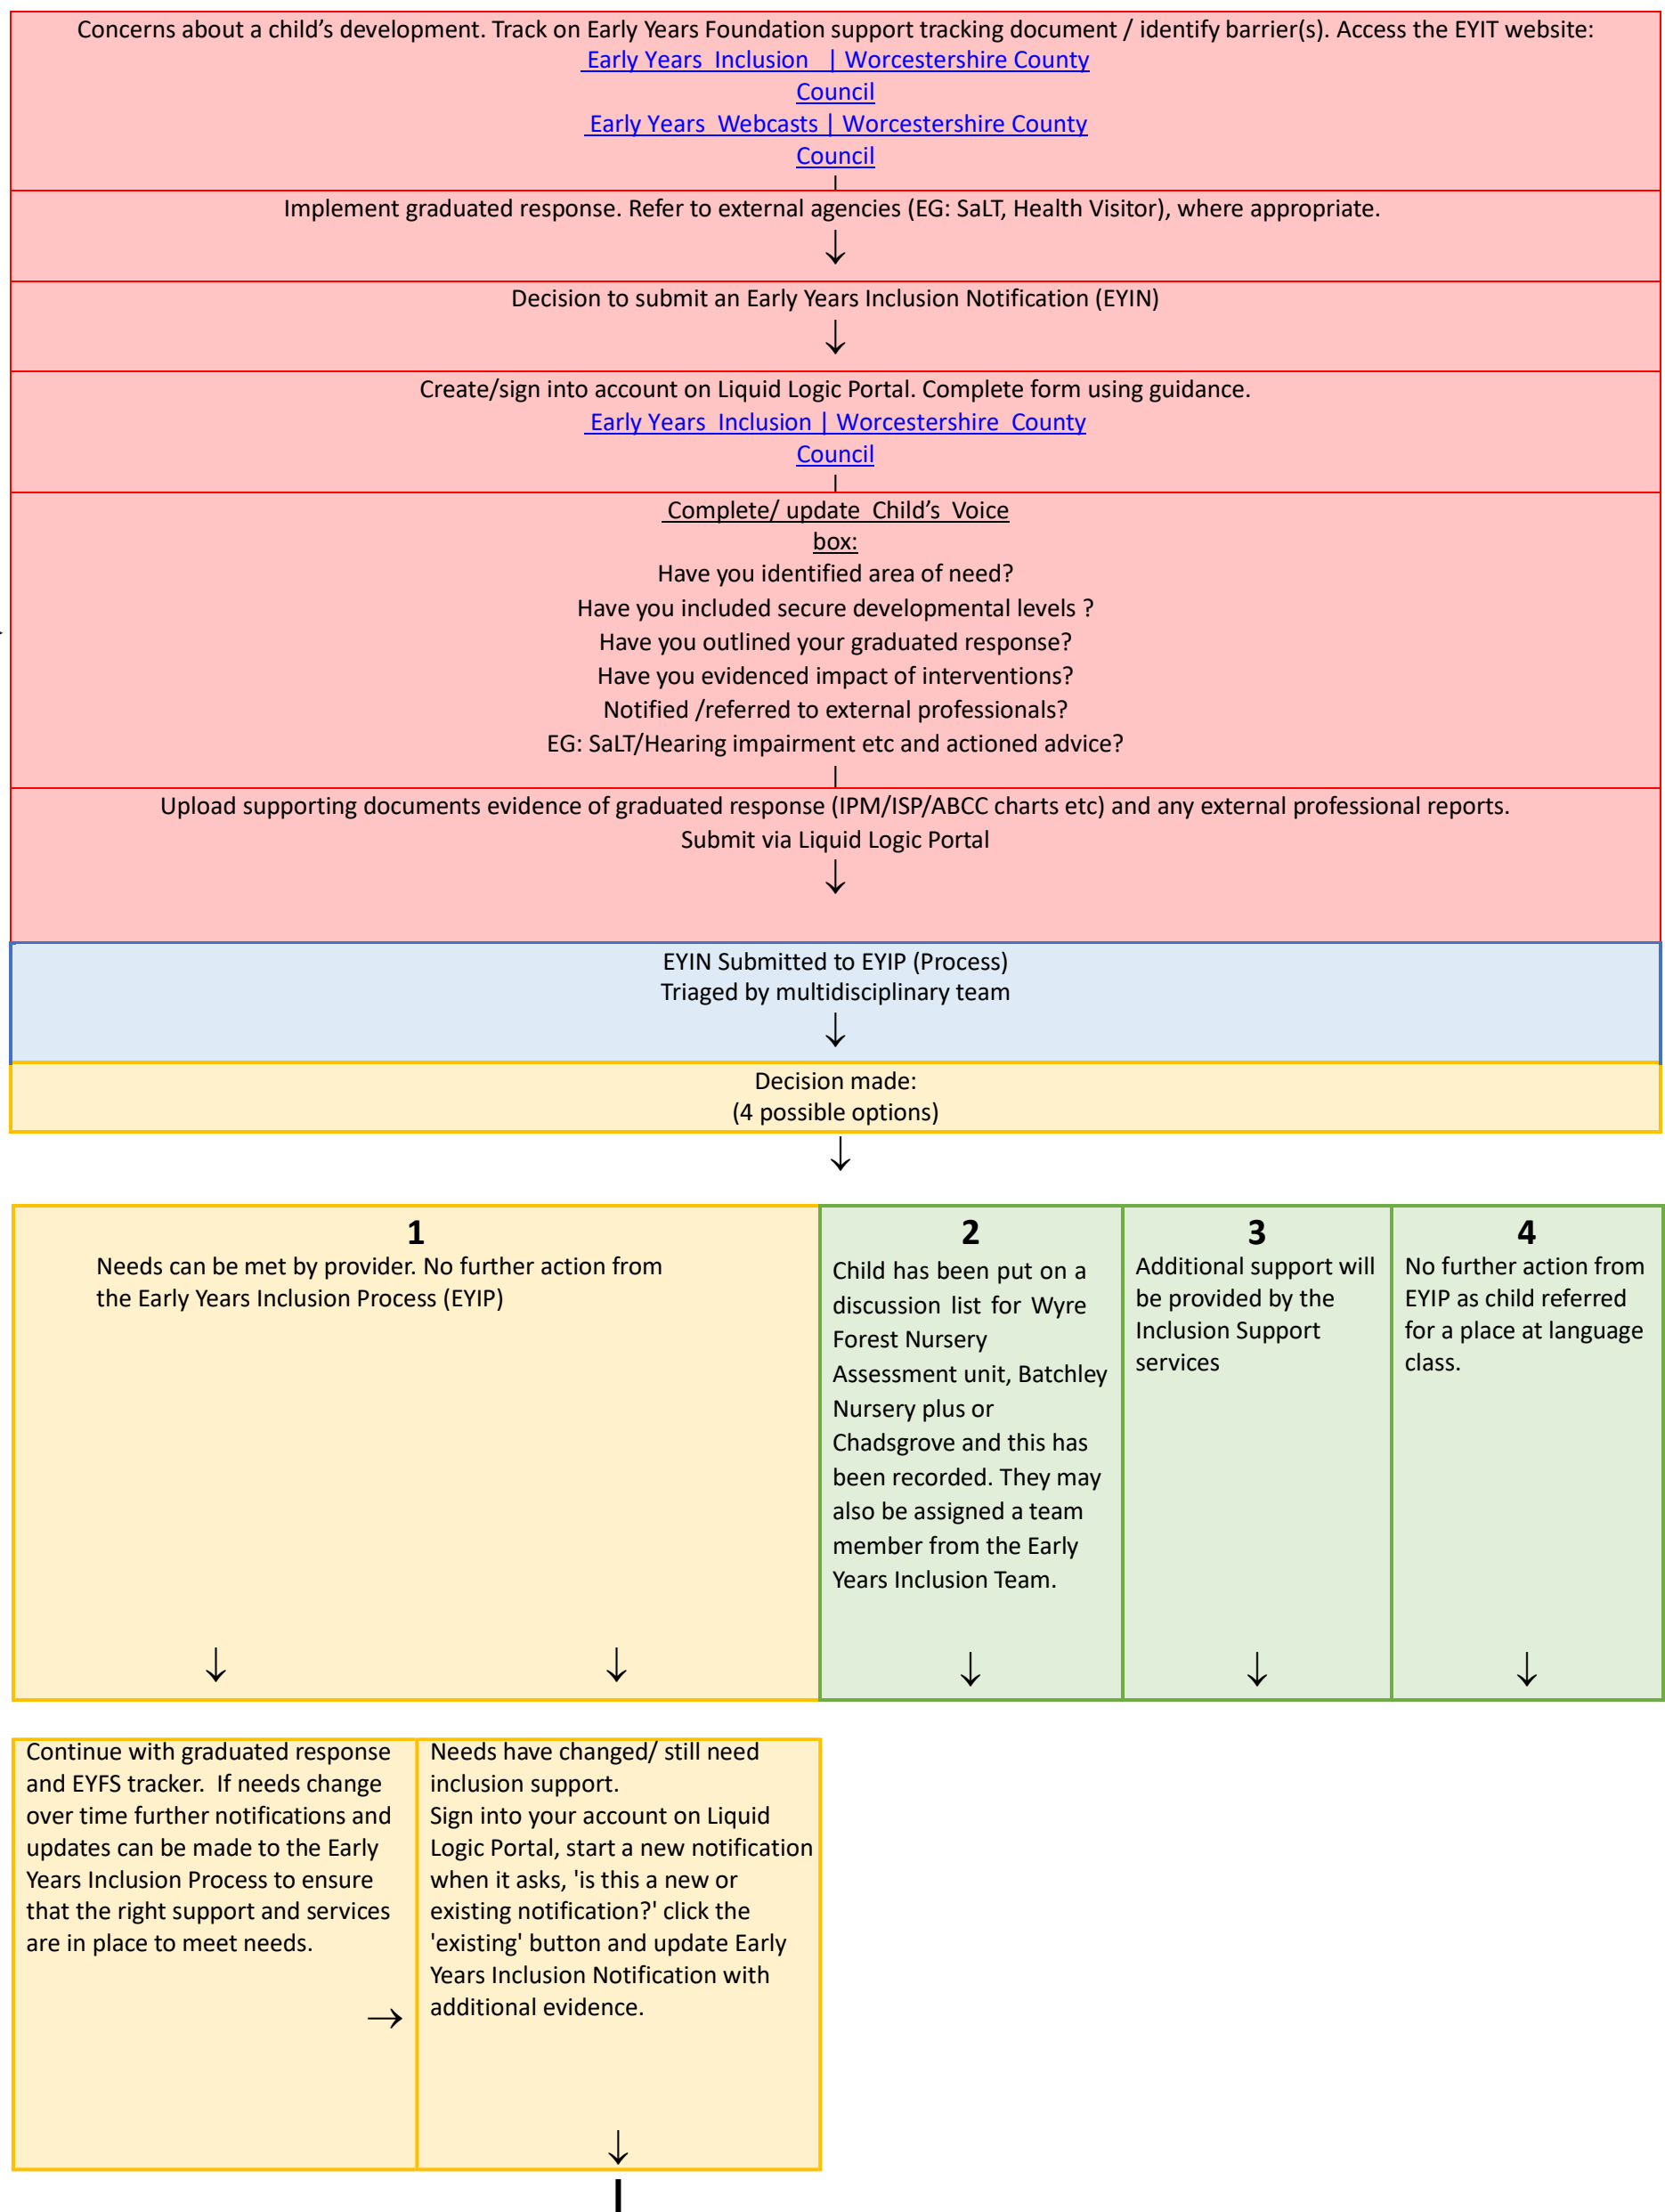 Concerns about a child’s development. Track on Early Years Foundation support tracking document / identify barrier(s). Access the EYIT website:
Early Years Inclusion | Worcestershire County
Council
Early Years Webcasts | Worcestershire County
Council
Implement graduated response. Refer to external agencies (EG: SaLT, Health Visitor), where appropriate.
Decision to submit an Early Years Inclusion Notification (EYIN)
Create/sign into account on Liquid Logic Portal. Complete form using guidance.
Early Years Inclusion | Worcestershire County
Council
Complete/ update Child’s Voice
box:
Have you identified area of need?
Have you included secure developmental levels ?
Have you outlined your graduated response?
Have you evidenced impact of interventions?
Notified /referred to external professionals?
EG: SaLT/Hearing impairment etc and actioned advice?
Upload supporting documents evidence of graduated response (IPM/ISP/ABCC charts etc) and any external professional reports.
Submit via Liquid Logic Portal
EYIN Submitted to EYIP (Process)
Triaged by multidisciplinary team
Decision made:
(4 possible options)
1
Needs can be met by provider. No further action from
the Early Years Inclusion Process (EYIP)
2
Child has been put on a
discussion list for Wyre
Forest Nursery
Assessment unit, Batchley
Nursery plus or
Chadsgrove and this has
been recorded. They may
also be assigned a team
member from the Early
Years Inclusion Team.
3
Additional support will
be provided by the
Inclusion Support
services
4
No further action from
EYIP as child referred
for a place at language
class.
Continue with graduated response
and EYFS tracker. If needs change
over time further notifications and
updates can be made to the Early
Years Inclusion Process to ensure
that the right support and services
are in place to meet needs.
Needs have changed/ still need
inclusion support.
Sign into your account on Liquid
Logic Portal, start a new notification
when it asks, 'is this a new or
existing notification?' click the
'existing' button and update Early
Years Inclusion Notification with
additional evidence.